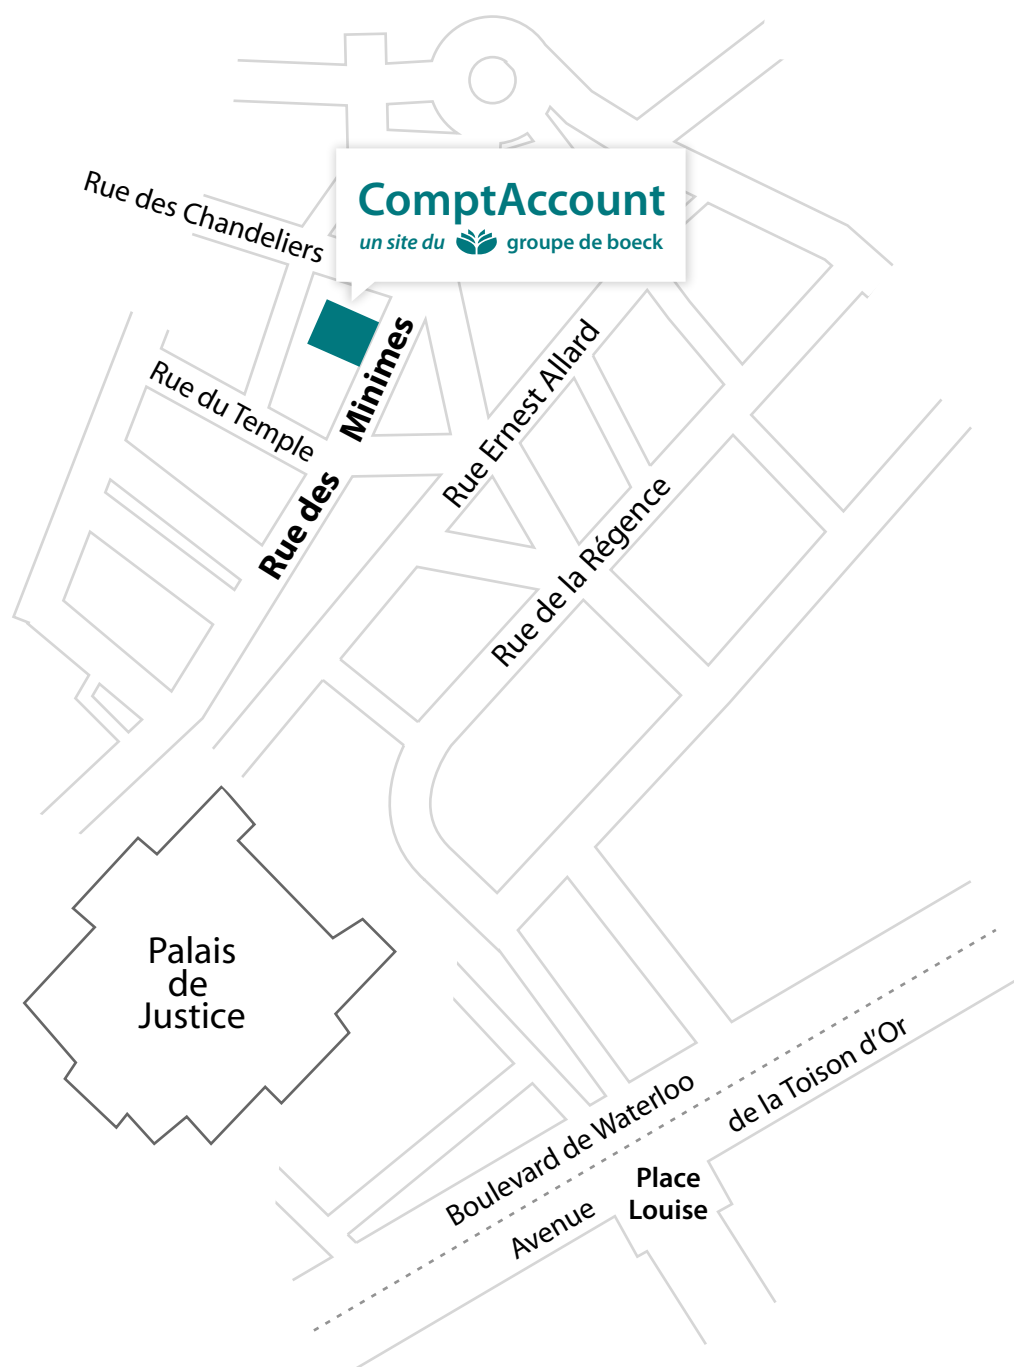 Rue des Chandeliers
ComptAccount
un site du groupe de boeck
Rue du Temple
Rue des Minimes
Rue Ernest Allard
Rue de la Régence
Palais
de
Justice
Boulevard de Waterloo
Avenue de la Toison d'Or
Place
Louise